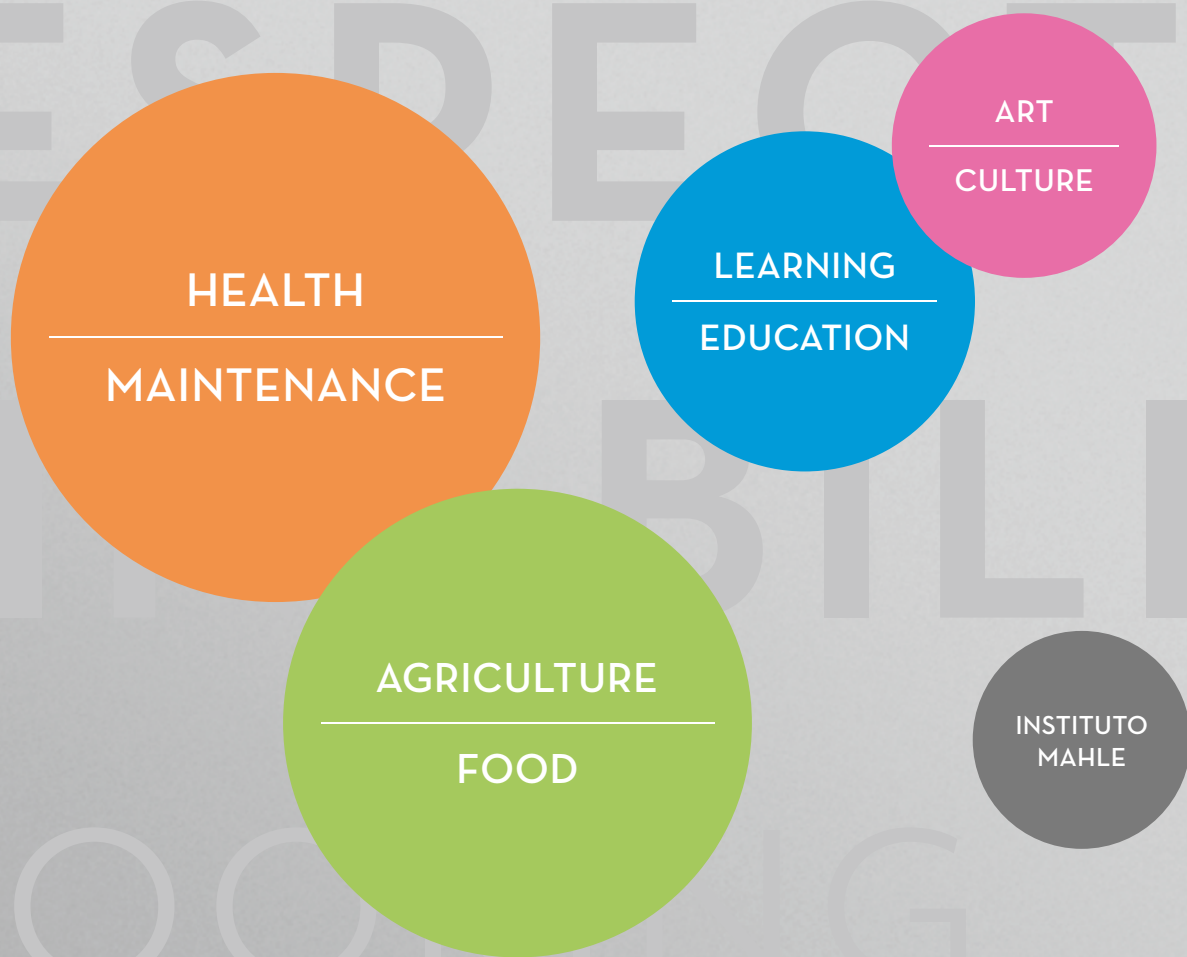 HEALTH
MAINTENANCE
LEARNING
EDUCATION
ART
CULTURE
AGRICULTURE
FOOD
INSTITUTO
MAHLE